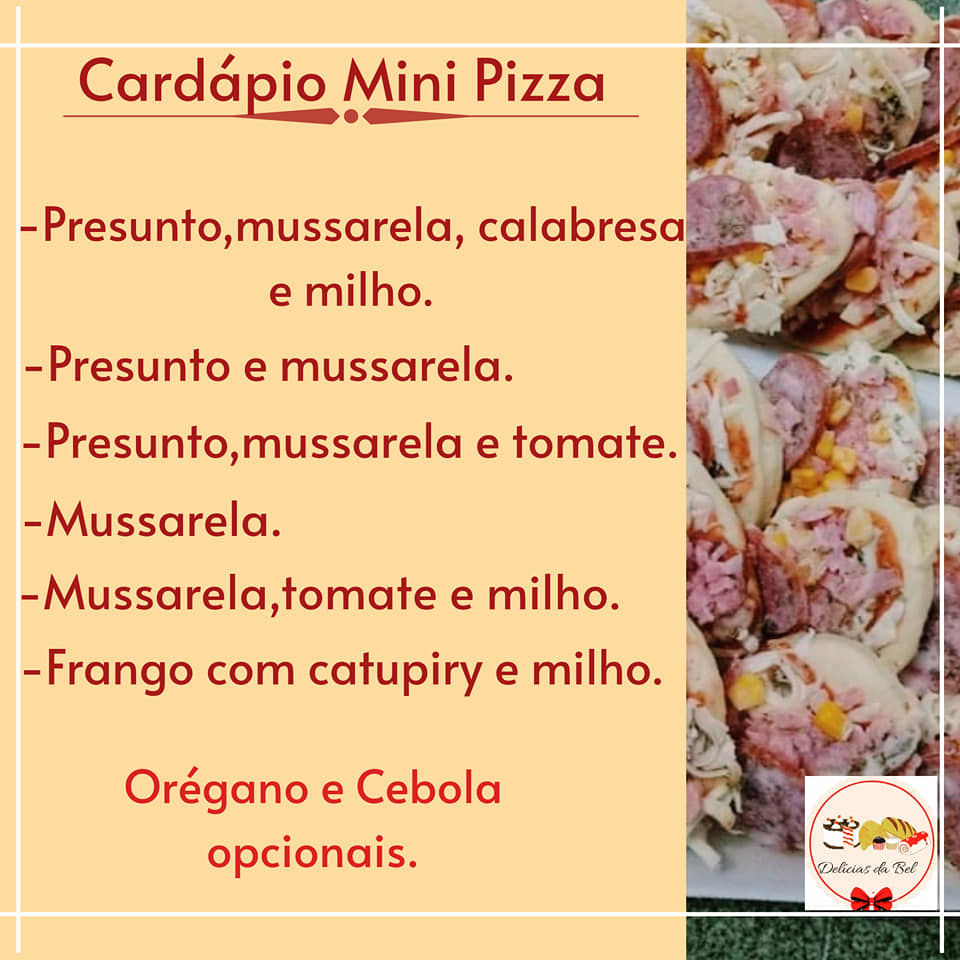 Cardápio Mini Pizza
-Presunto,mussarela, calabresa
e milho.
-Presunto e mussarela.
-Presunto,mussarela e tomate.
-Mussarela.
-Mussarela,tomate e milho.
-Frango com catupiry e milho.
Orégano e Cebola
opcionais.
Delícias da Bel